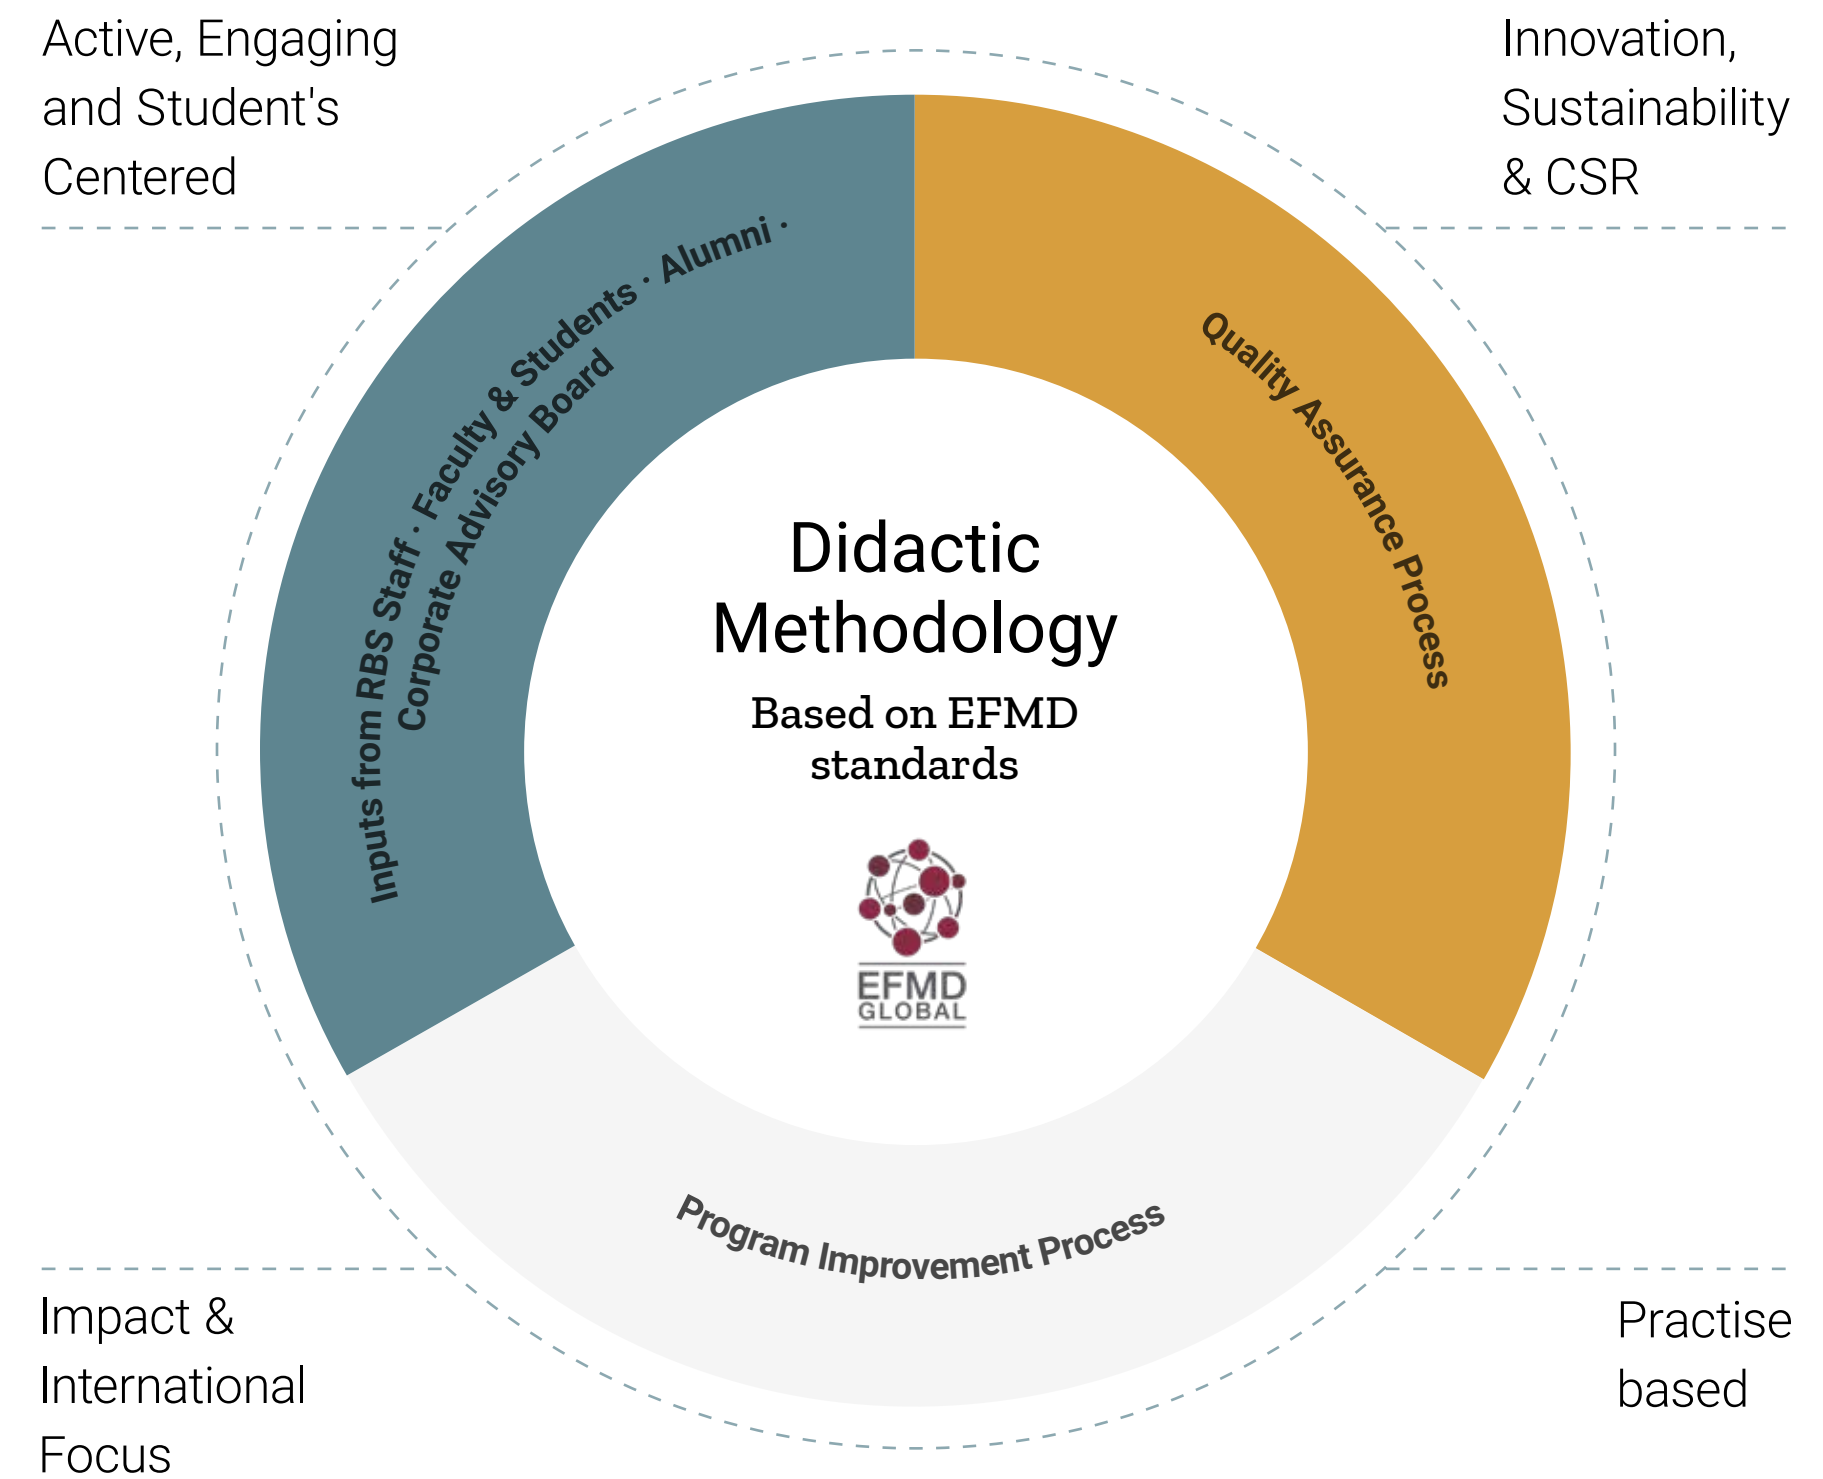 Active, Engaging
and Student's
Centered
Innovation,
Sustainability
& CSR
Inputs from RBS Staff · Faculty & Students · Alumni ·
Corporate Advisory Board
Quality Assurance Process
Didactic
Methodology
Based on EFMD
standards
EFMD
GLOBAL
Program Improvement Process
Impact &
International
Focus
Practise
based